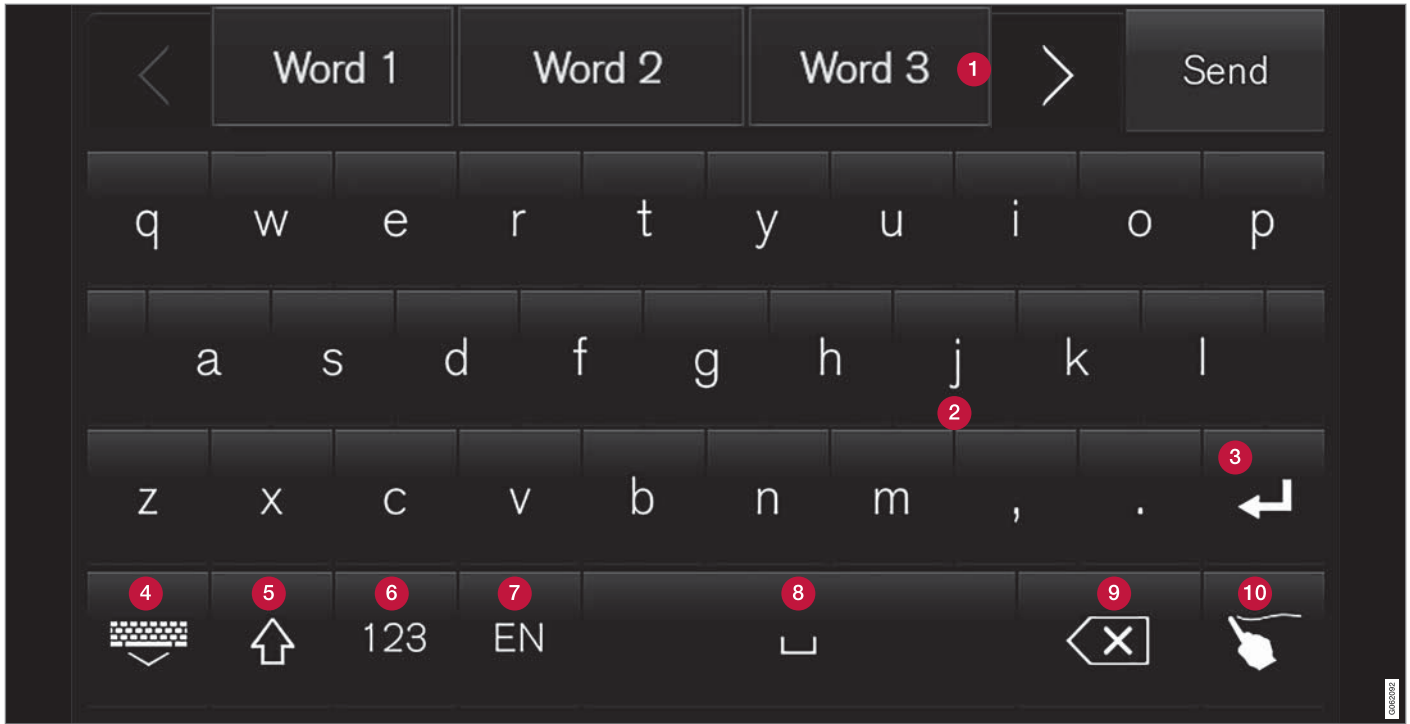 Word 1 Word 2 Word 3 1 Send
q w e r t y u i o p
a s d f g h j k l
2
3
z x c v b n m , .
4 5 6 7 8 9 10
123 EN
G062092